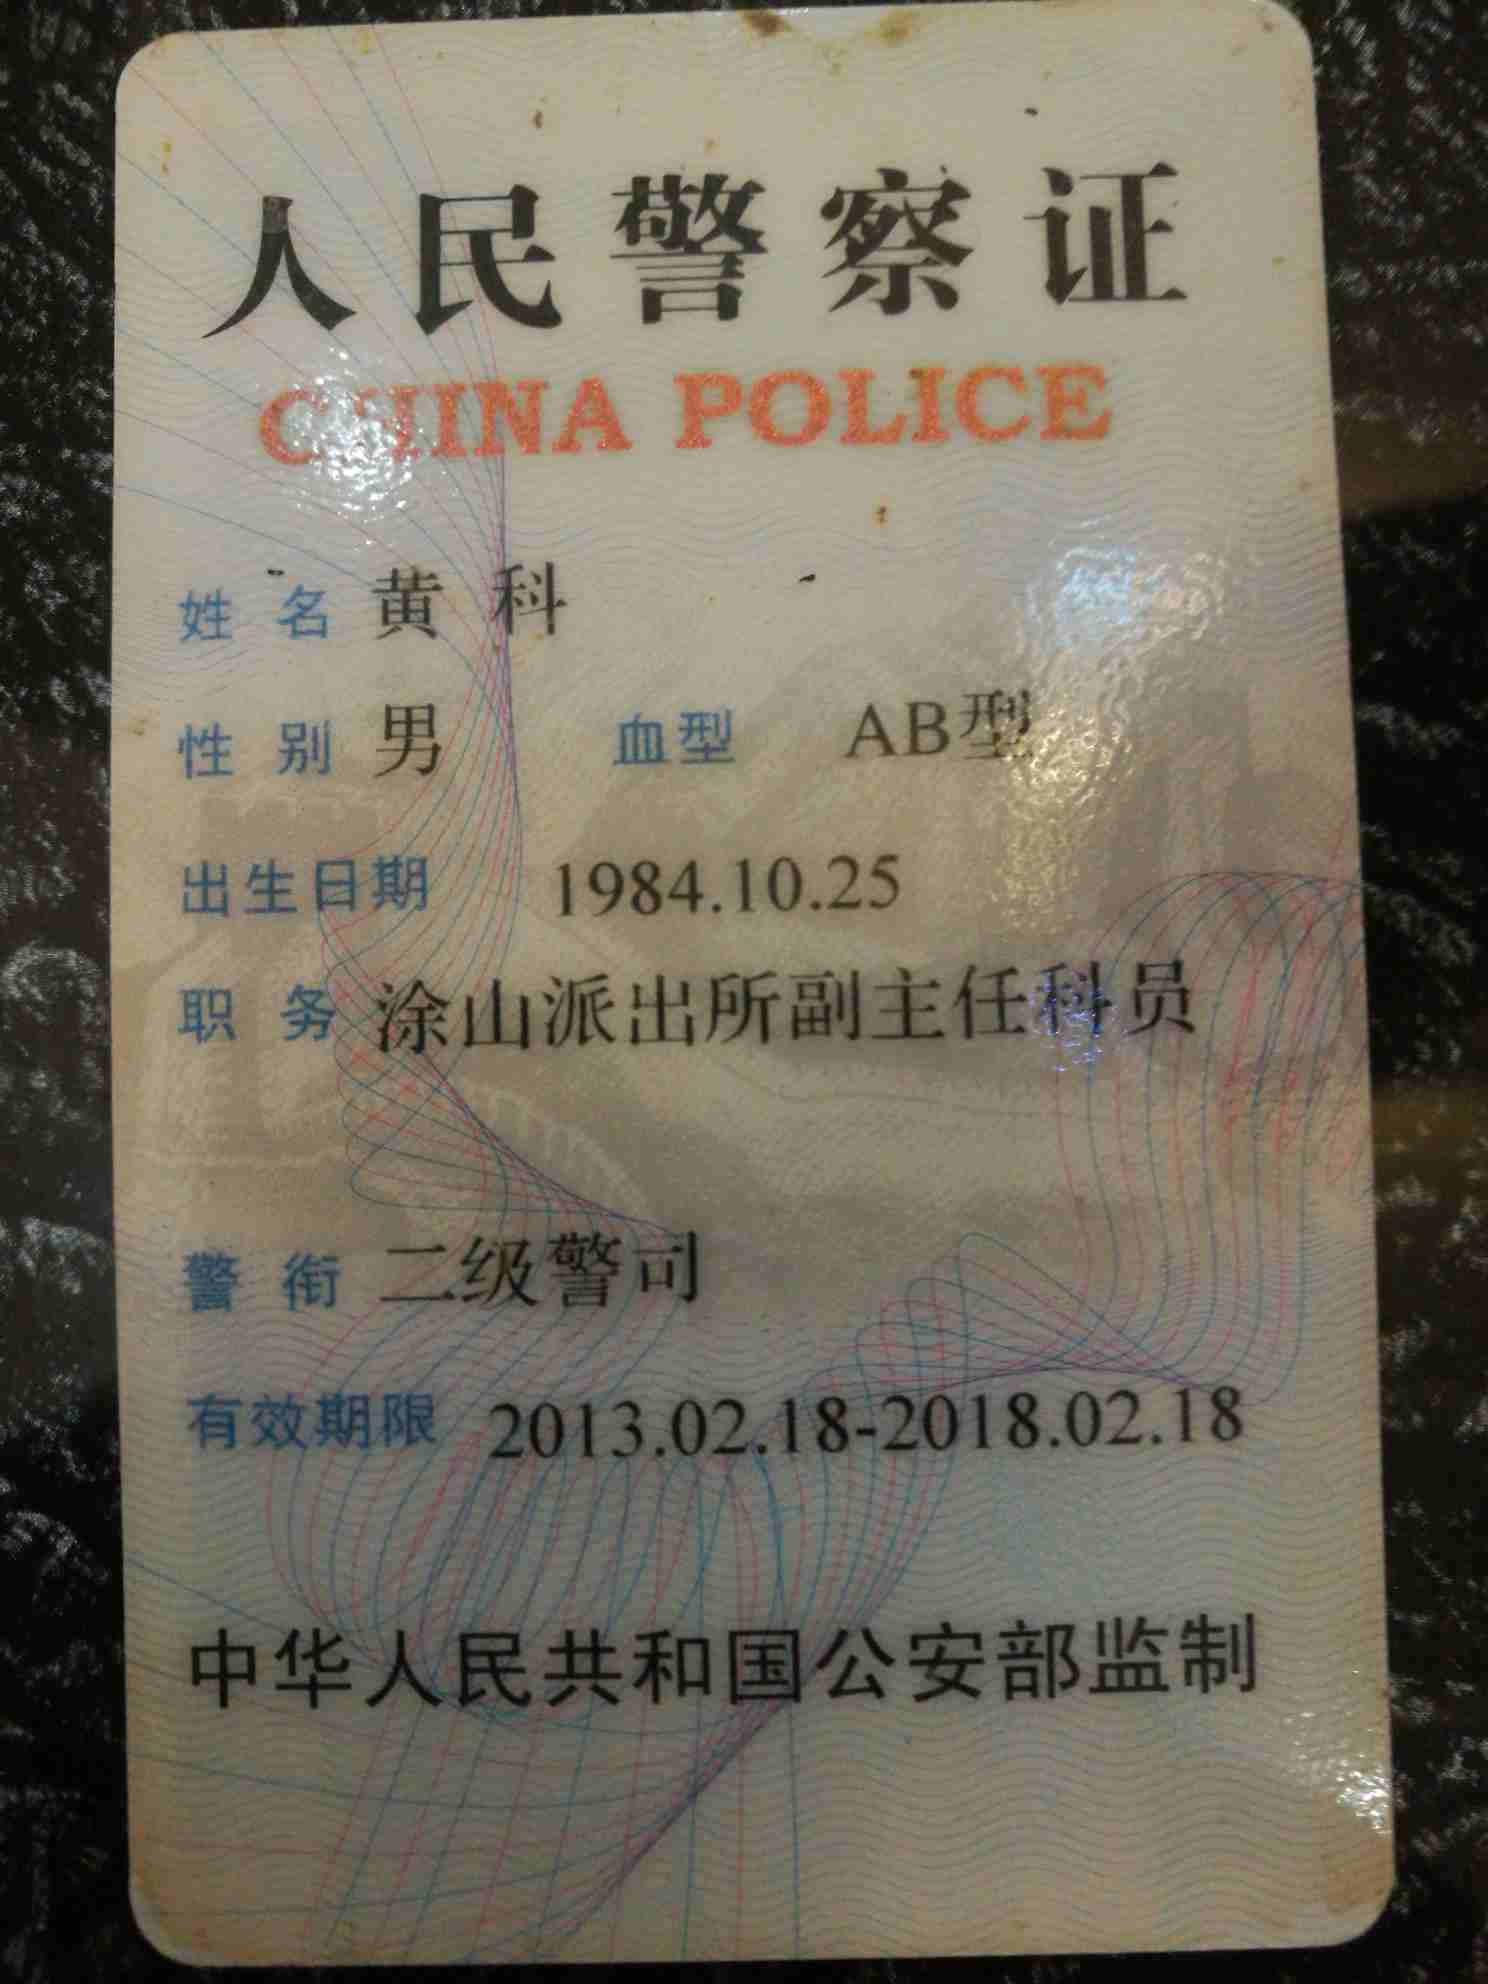 人民警察证
CHINA POLICE
姓名 黄科
性别 男 血型 AB型
出生日期 1984.10.25
职务 涂山派出所副主任科员
警衔 二级警司
有效期限 2013.02.18-2018.02.18
中华人民共和国公安部监制